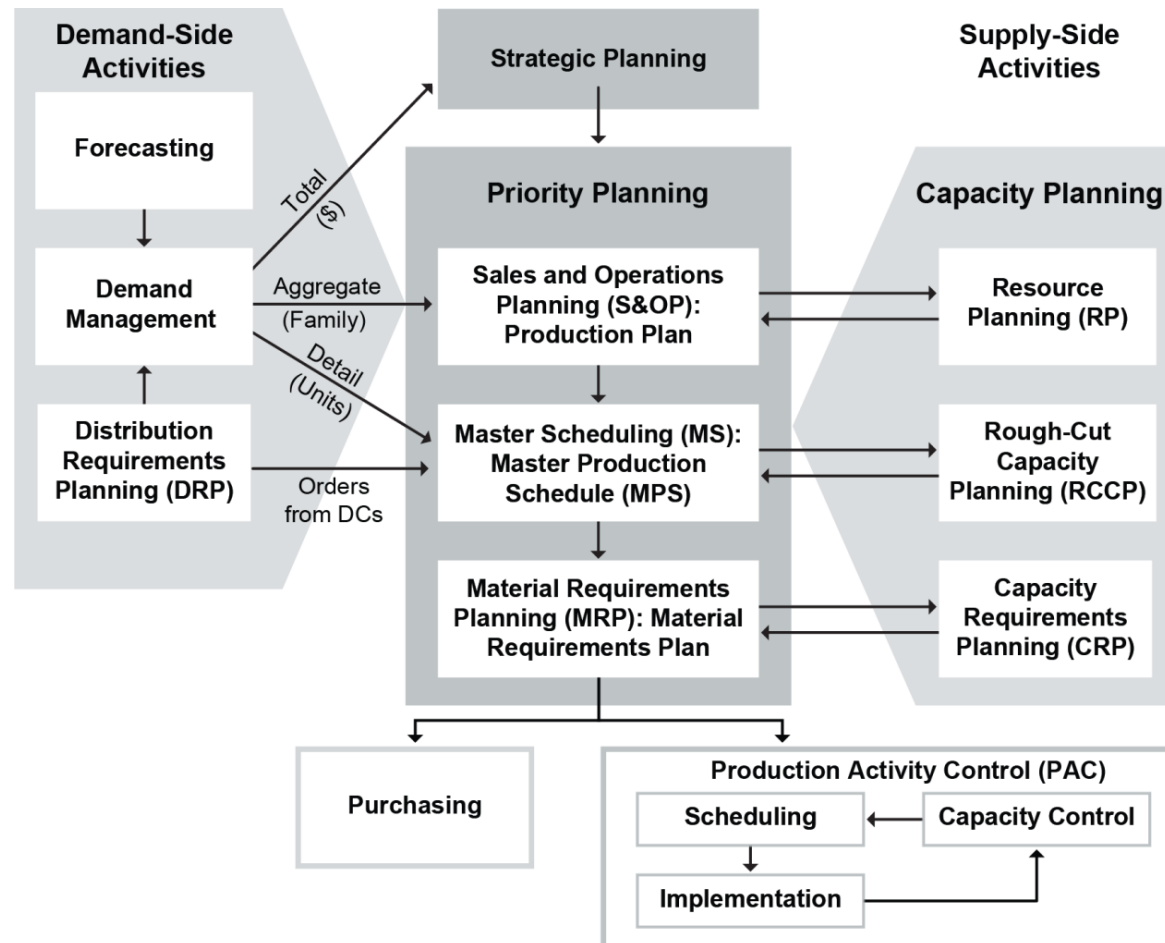 Demand-Side
Activities
Forecasting
Demand
Management
Distribution
Requirements
Planning (DRP)
Total
($)
Aggregate
(Family)
Detail
(Units)
Orders
from DCs
Strategic Planning
Priority Planning
Sales and Operations
Planning (S&OP):
Production Plan
Master Scheduling (MS):
Master Production
Schedule (MPS)
Material Requirements
Planning (MRP): Material
Requirements Plan
Supply-Side
Activities
Capacity Planning
Resource
Planning (RP)
Rough-Cut
Capacity
Planning (RCCP)
Capacity
Requirements
Planning (CRP)
Purchasing
Production Activity Control (PAC)
Scheduling
Capacity Control
Implementation